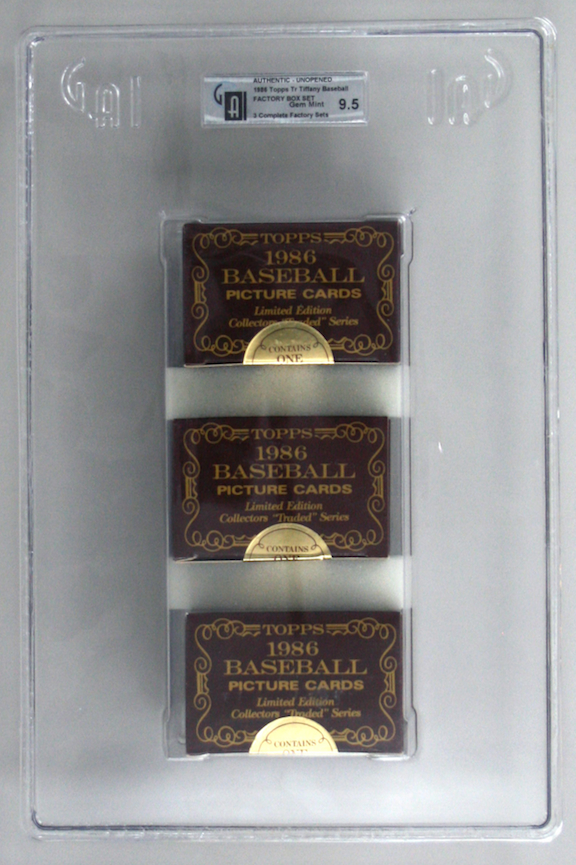 GAI
GAI
AUTHENTIC - UNOPENED
1986 Topps Tr Tiffany Baseball
FACTORY BOX SET
Gem Mint 9.5
3 Complete Factory Sets
GAI
TOPPS
1986
BASEBALL
PICTURE CARDS
Limited Edition
Collectors "Traded" Series
CONTAINS
ONE
TOPPS
1986
BASEBALL
PICTURE CARDS
Limited Edition
Collectors "Traded" Series
CONTAINS
ONE
TOPPS
1986
BASEBALL
PICTURE CARDS
Limited Edition
Collectors "Traded" Series
CONTAINS